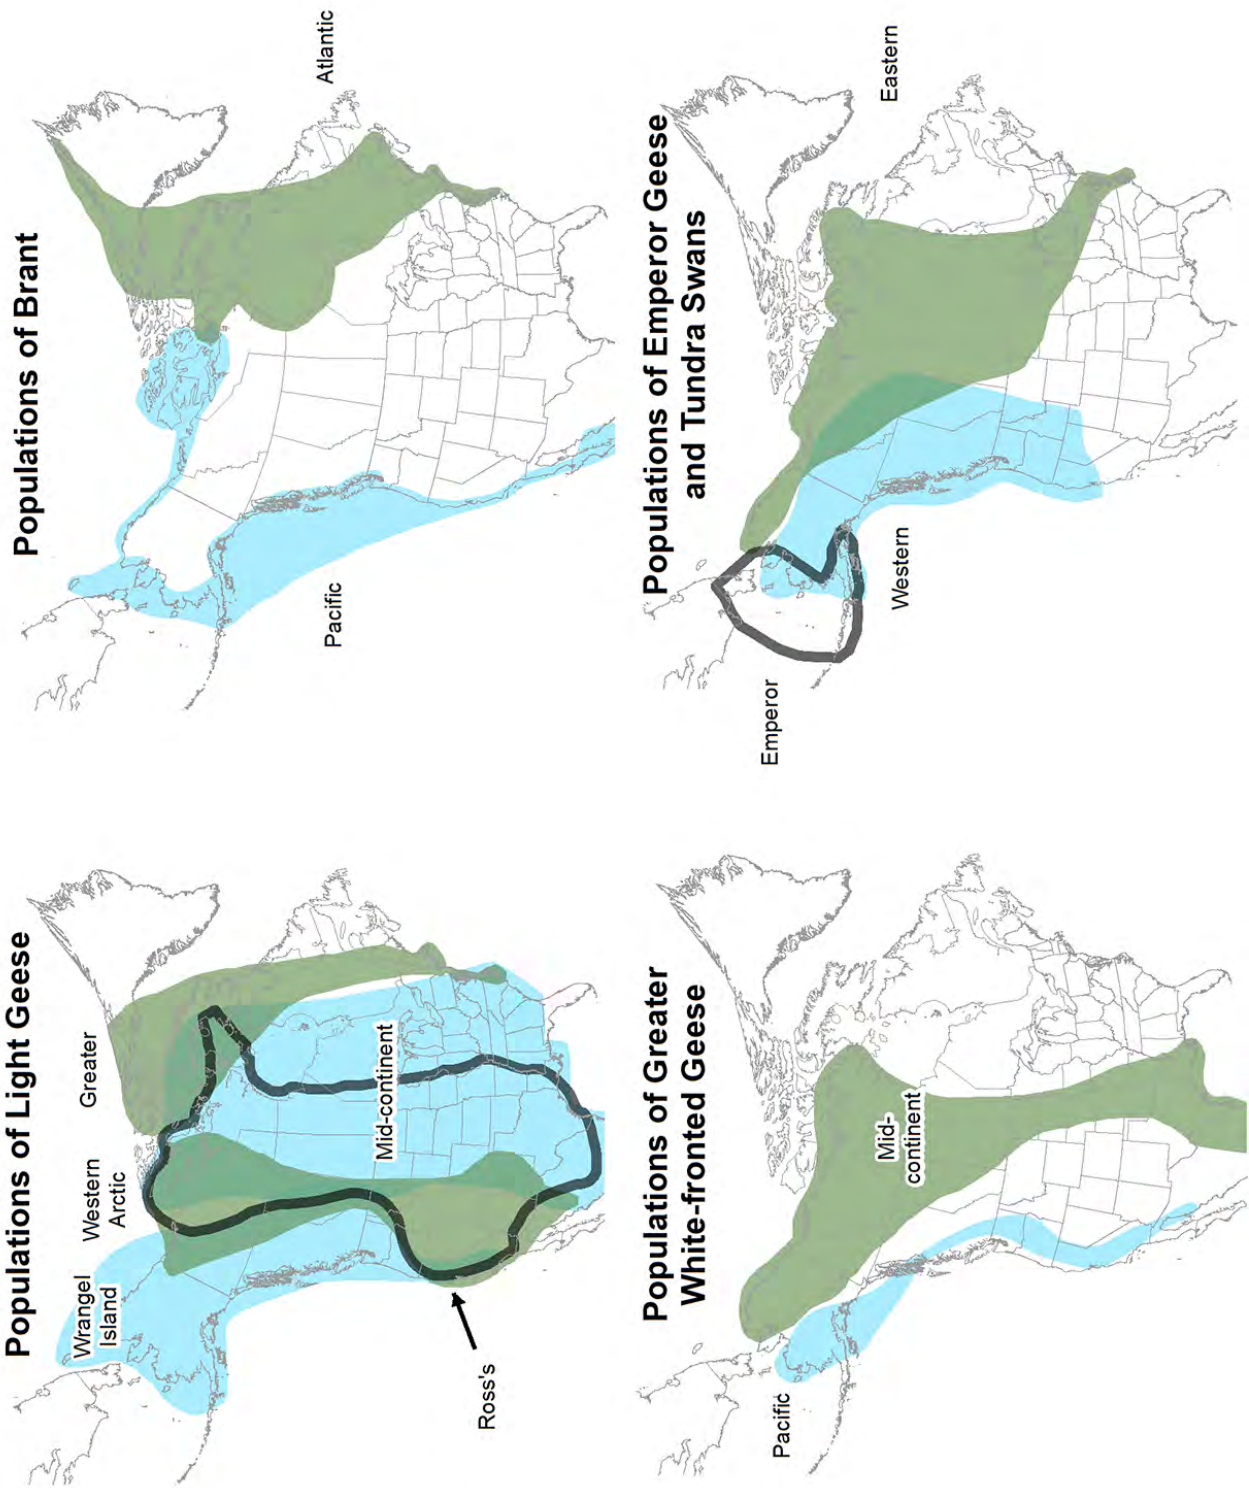 Populations of Light Geese
Wrangel
Island
Western
Arctic
Greater
Mid-continent
Ross's
Populations of Brant
Pacific
Atlantic
Populations of Greater
White-fronted Geese
Pacific
Mid-
continent
Populations of Emperor Geese
and Tundra Swans
Emperor
Western
Eastern